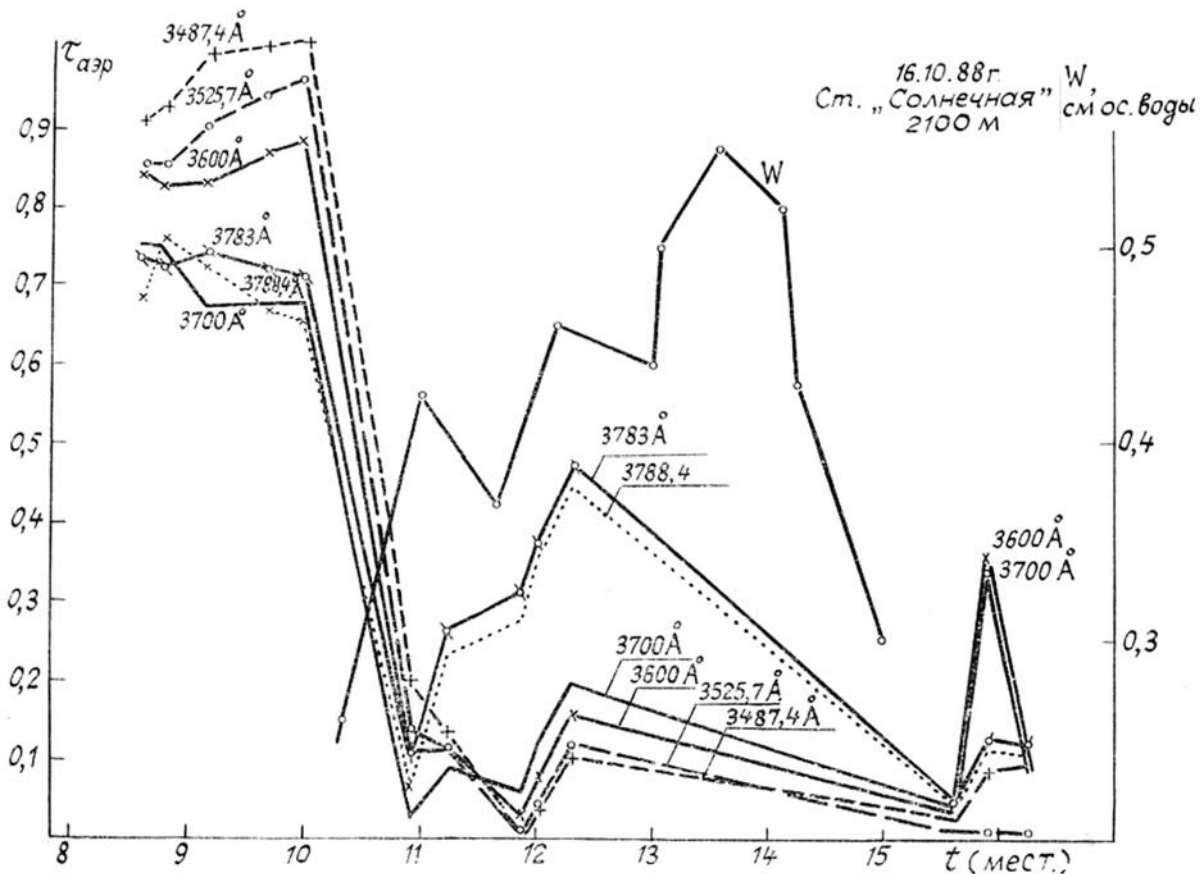 τаэр
3487,4Å
3525,7Å
3600Å
3783Å
3788,4Å
3700Å
16.10.88г.
Ст. „Солнечная"
2100 м
W,
см ос. воды
W
0,9
0,8
0,7
0,6
0,5
0,4
0,3
0,2
0,1
0,5
0,4
0,3
3783Å
3788,4
3700Å
3600Å
3525,7Å
3487,4Å
3600Å
3700Å
8 9 10 11 12 13 14 15 t (мест.)